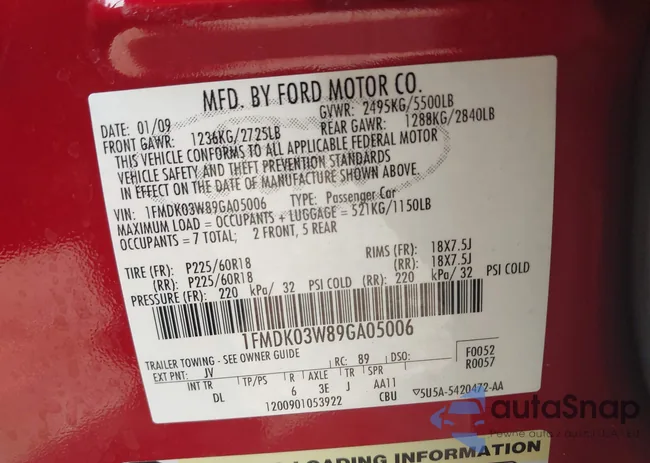 MFD. BY FORD MOTOR CO.
DATE: 01/09 GVWR: 2495KG/5500LB
FRONT GAWR: 1236KG/2725LB REAR GAWR: 1288KG/2840LB
THIS VEHICLE CONFORMS TO ALL APPLICABLE FEDERAL MOTOR
VEHICLE SAFETY AND THEFT PREVENTION STANDARDS
IN EFFECT ON THE DATE OF MANUFACTURE SHOWN ABOVE.
VIN: 1FMDK03W89GA05006 TYPE: Passenger Car
MAXIMUM LOAD = OCCUPANTS + LUGGAGE = 521KG/1150LB
OCCUPANTS = 7 TOTAL; 2 FRONT, 5 REAR
TIRE (FR): P225/60R18 RIMS (FR): 18X7.5J
(RR): P225/60R18 (RR): 18X7.5J
PRESSURE (FR): 220 kPa/ 32 PSI COLD (RR): 220 kPa/ 32 PSI COLD
1FMDK03W89GA05006
TRAILER TOWING - SEE OWNER GUIDE
EXT PNT: JV RC: 89 DSO: F0052
R0057
INT TR TP/PS R AXLE TR SPR
DL 6 3E J AA11
1200901053922 CBU ▽5U5A-5420472-AA
autaSnap
LOADING INFORMATION